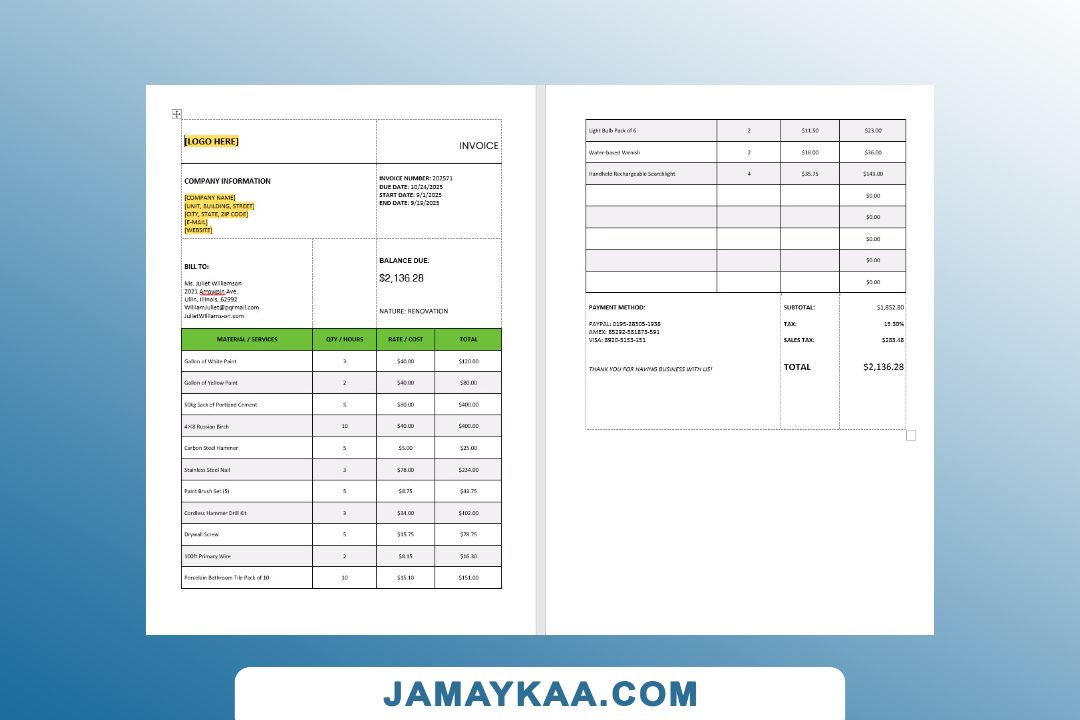 [LOGO HERE]
INVOICE
COMPANY INFORMATION
[COMPANY NAME]
[UNIT, BUILDING, STREET]
[CITY, STATE, ZIP CODE]
[E-MAIL]
[WEBSITE]
INVOICE NUMBER: 202571
DUE DATE: 10/24/2025
START DATE: 9/1/2025
END DATE: 9/19/2025
BILL TO:
Ms. Juliet Williamson
2021 Arrowpin Ave.
Ullin, Illinois, 62992
WilliamJuliet@pqrmail.com
JulietWilliams-on.com
BALANCE DUE:
$2,136.28
NATURE: RENOVATION
MATERIAL / SERVICES QTY / HOURS RATE / COST TOTAL
Gallon of White Paint 3 $40.00 $120.00
Gallon of Yellow Paint 2 $40.00 $80.00
50kg Sack of Portland Cement 5 $80.00 $400.00
4×8 Russian Birch 10 $40.00 $400.00
Carbon Steel Hammer 5 $5.00 $25.00
Stainless Steel Nail 3 $78.00 $234.00
Paint Brush Set (5) 5 $8.75 $43.75
Cordless Hammer Drill Kit 3 $34.00 $102.00
Drywall Screw 5 $15.75 $78.75
100ft Primary Wire 2 $8.15 $16.30
Porcelain Bathroom Tile Pack of 10 10 $15.10 $151.00
Light Bulb Pack of 6 2 $11.50 $23.00
Water-based Varnish 2 $18.00 $36.00
Handheld Rechargeable Searchlight 4 $35.75 $143.00
$0.00
$0.00
$0.00
$0.00
$0.00
PAYMENT METHOD:
PAYPAL: 0195-28305-1938
AMEX: 85292-581873-591
VISA: 8920-5153-151
THANK YOU FOR HAVING BUSINESS WITH US!
SUBTOTAL: $1,852.80
TAX: 15.30%
SALES TAX: $283.48
TOTAL $2,136.28
JAMAYKAA.COM